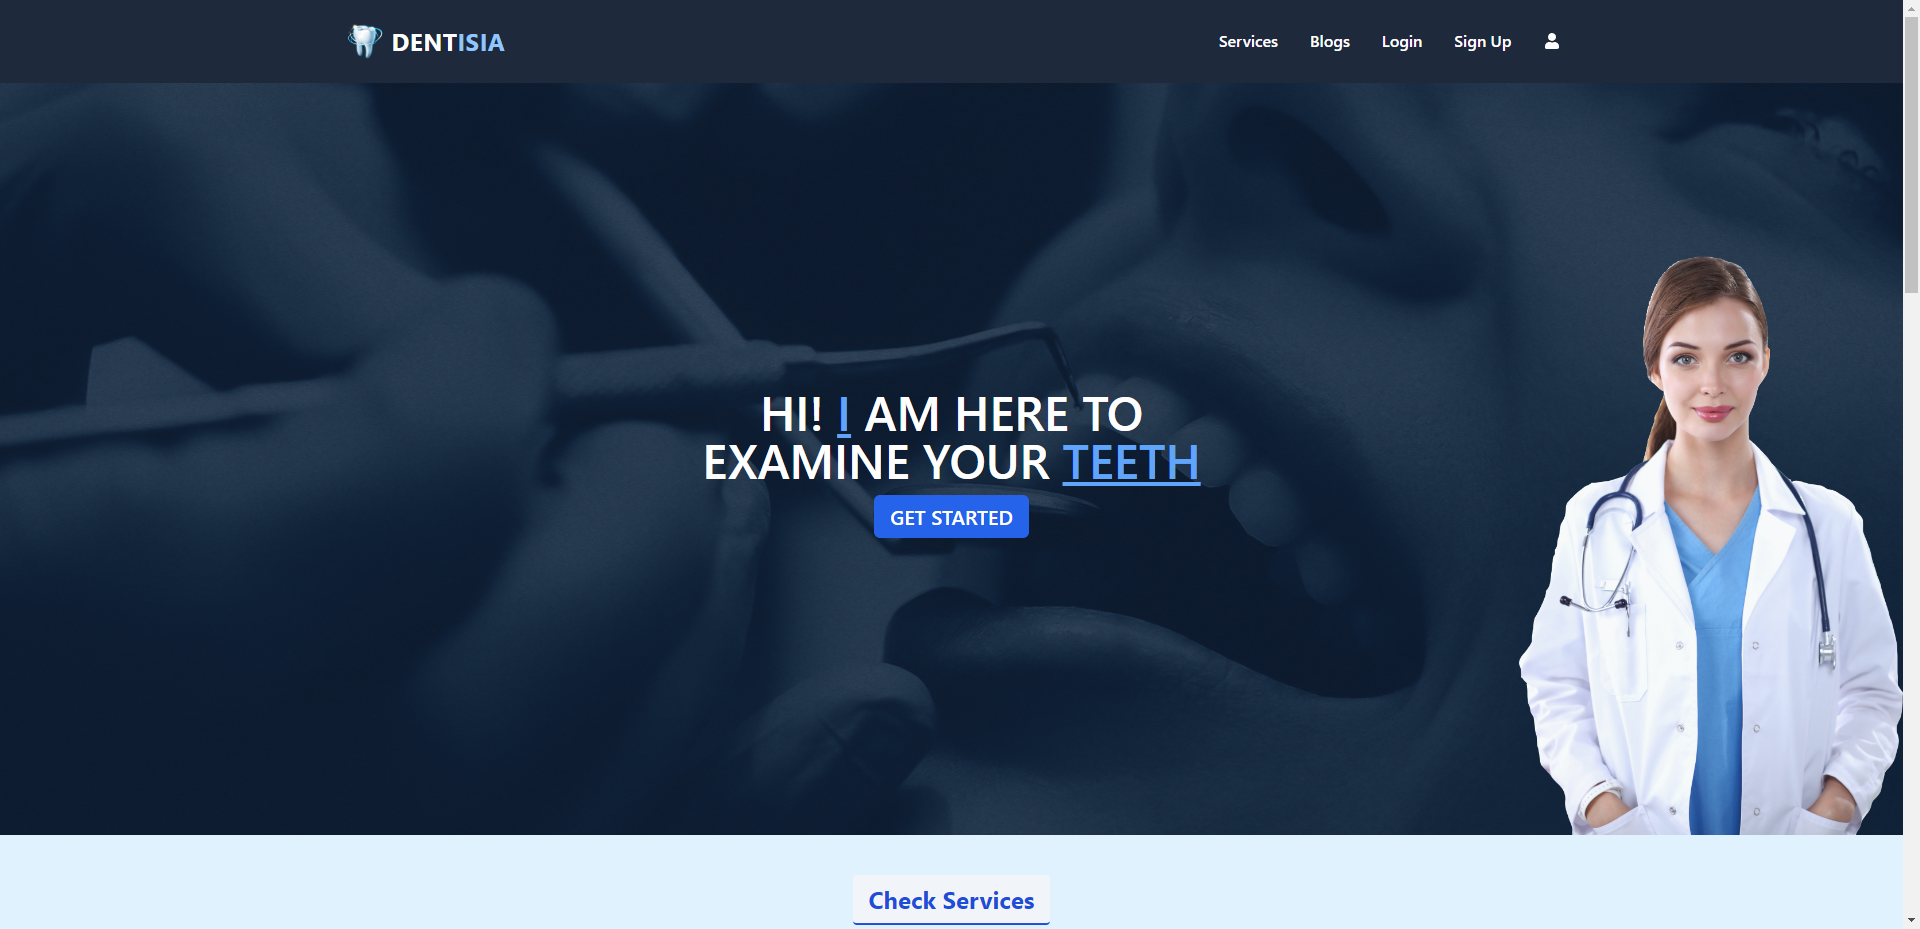 DENTISIA
Services
Blogs
Login
Sign Up
HI! I AM HERE TO
EXAMINE YOUR TEETH
GET STARTED
Check Services